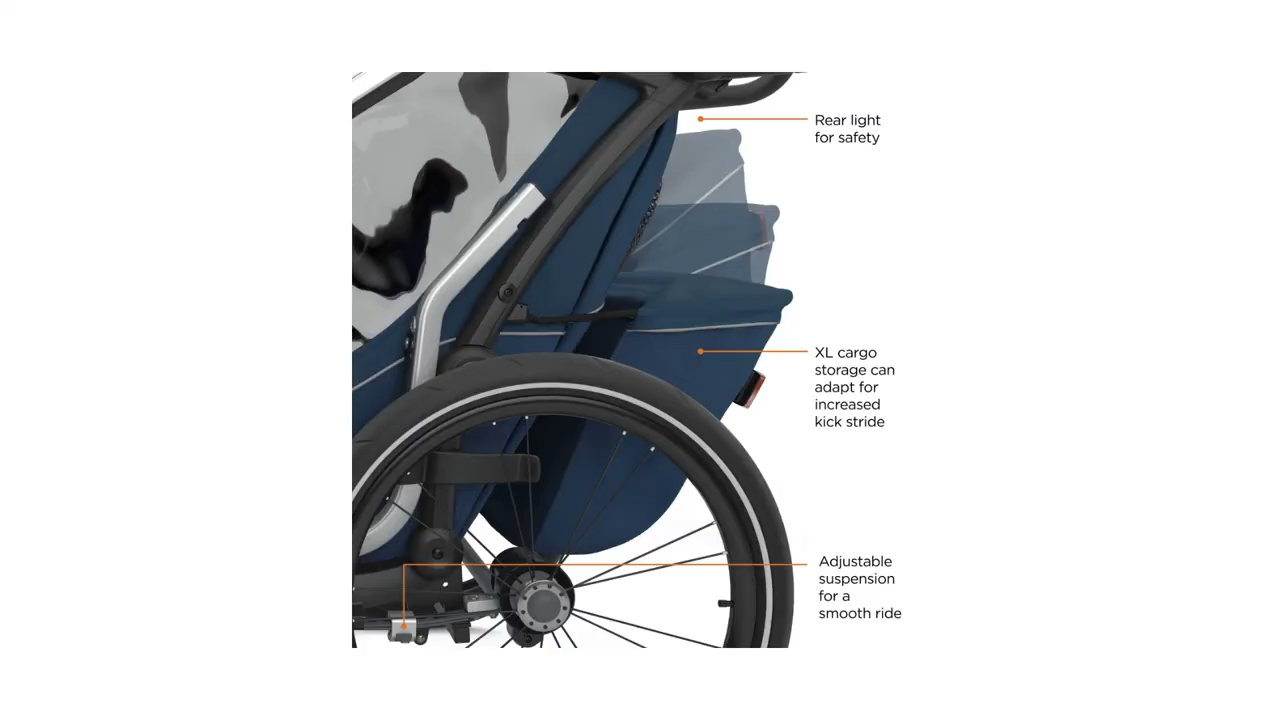 Rear light
for safety
XL cargo
storage can
adapt for
increased
kick stride
Adjustable
suspension
for a
smooth ride